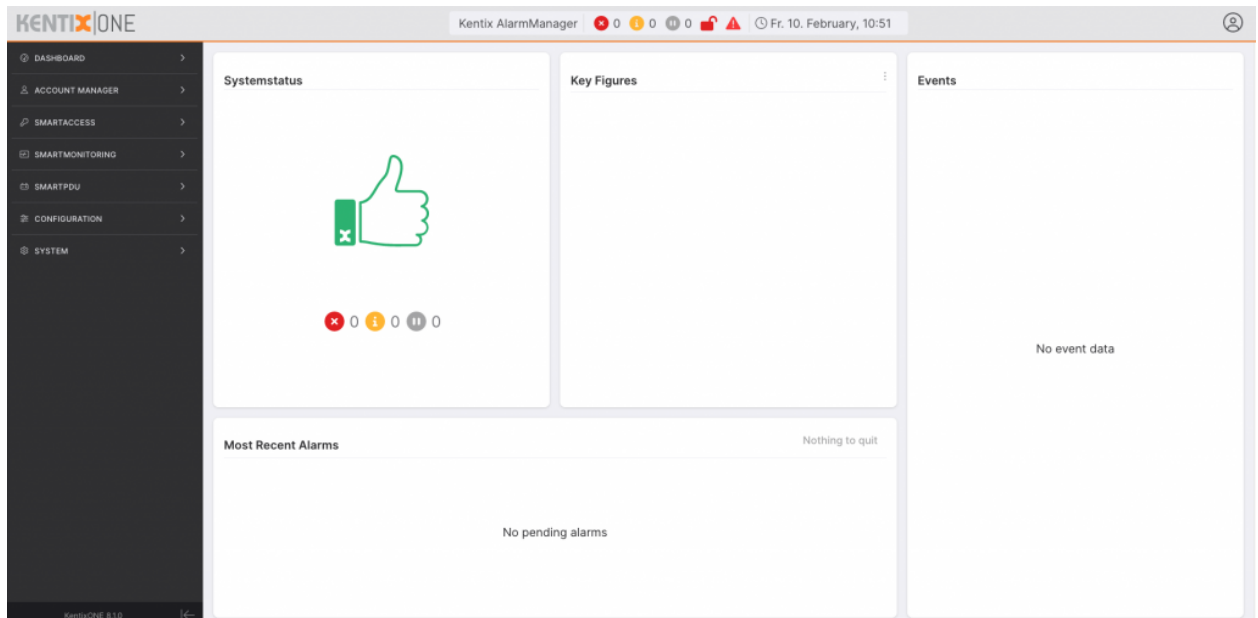 KENTIX ONE
Kentix AlarmManager 0 0 0 Fr. 10. February, 10:51
DASHBOARD
ACCOUNT MANAGER
SMARTACCESS
SMARTMONITORING
SMARTPDU
CONFIGURATION
SYSTEM
KentixONE 8.1.0
Systemstatus
0 0 0
Key Figures
Events
No event data
Most Recent Alarms
Nothing to quit
No pending alarms